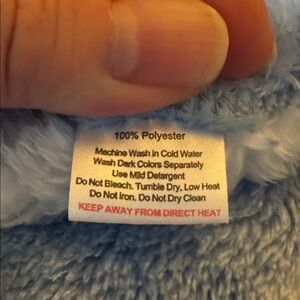 100% Polyester
Machine Wash in Cold Water
Wash Dark Colors Separately
Use Mild Detergent
Do Not Bleach. Tumble Dry, Low Heat
Do Not Iron. Do Not Dry Clean
KEEP AWAY FROM DIRECT HEAT